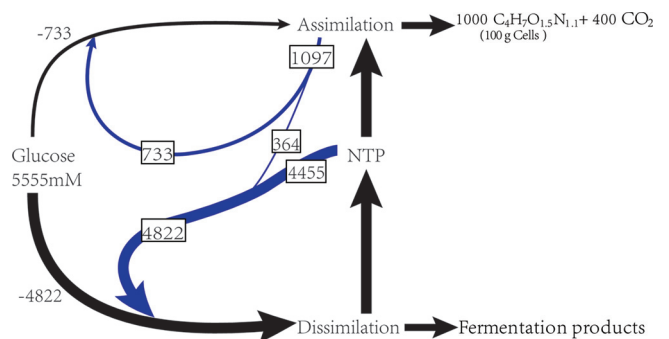 -733
Assimilation
1000 C₄H₇O₁.₅N₁.₁+ 400 CO₂
(100 g Cells )
1097
733
364
Glucose
5555mM
NTP
4455
4822
-4822
Dissimilation
Fermentation products